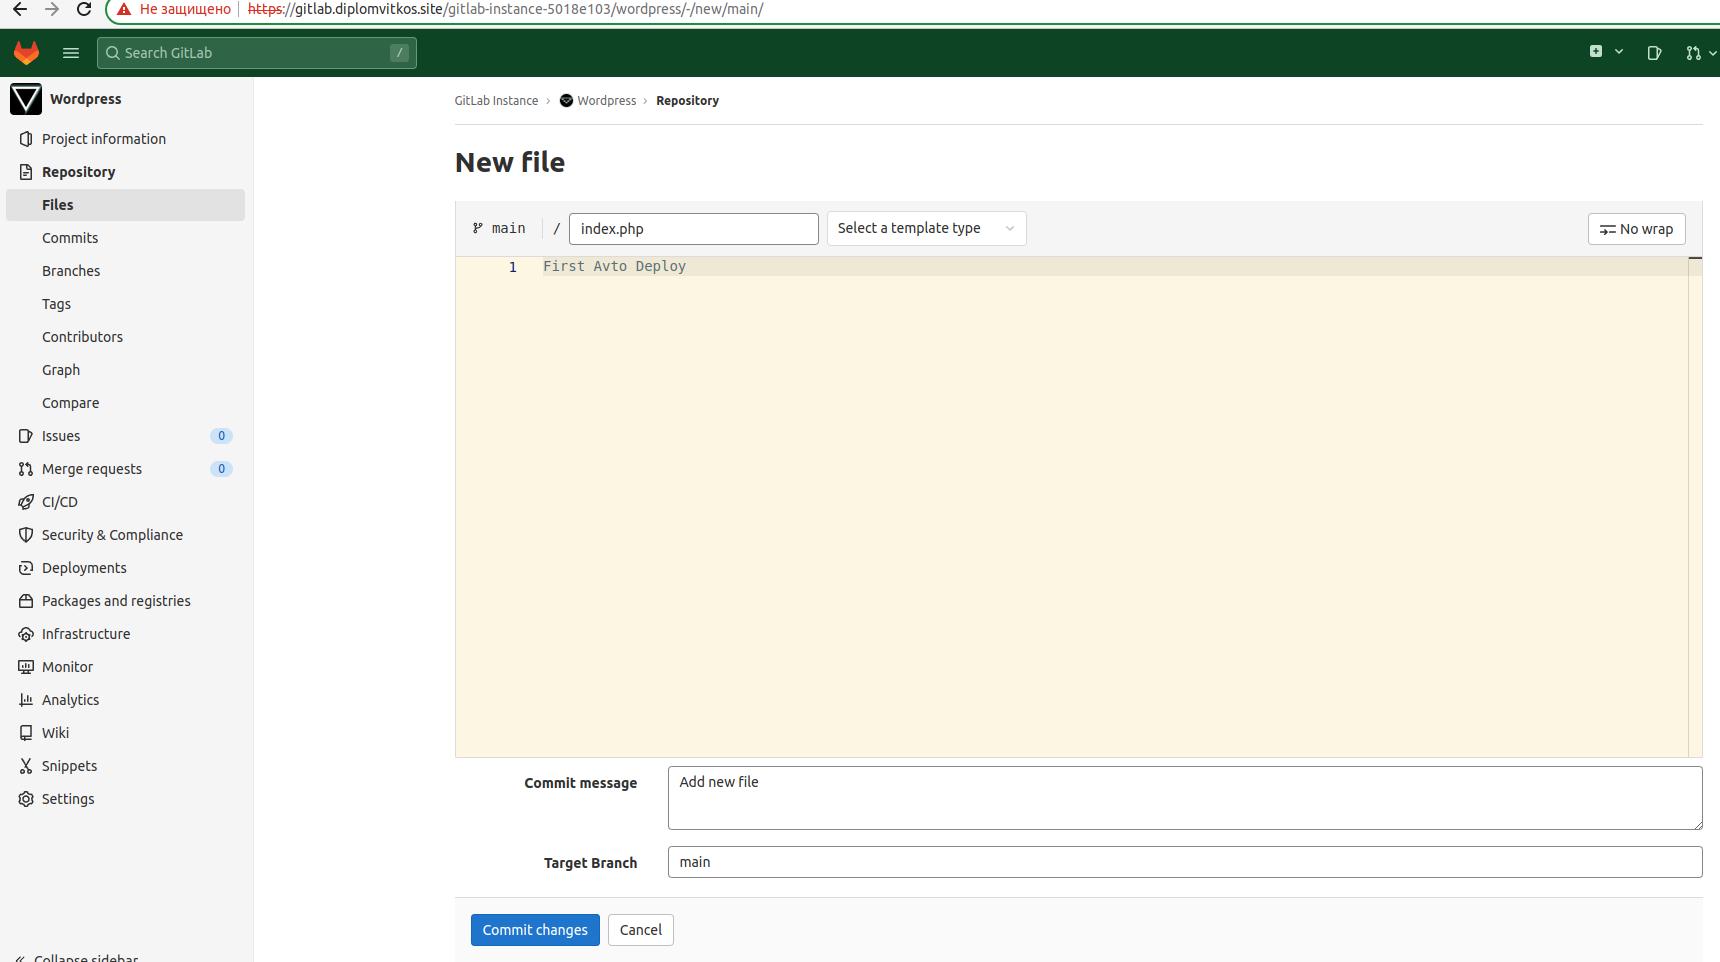 Не защищено https://gitlab.diplomvitkos.site/gitlab-instance-5018e103/wordpress/-/new/main/
Search GitLab /
Wordpress
Project information
Repository
Files
Commits
Branches
Tags
Contributors
Graph
Compare
Issues 0
Merge requests 0
CI/CD
Security & Compliance
Deployments
Packages and registries
Infrastructure
Monitor
Analytics
Wiki
Snippets
Settings
Collapse sidebar
GitLab Instance › Wordpress › Repository
New file
main / index.php Select a template type No wrap
1 First Avto Deploy
Commit message Add new file
Target Branch main
Commit changes Cancel